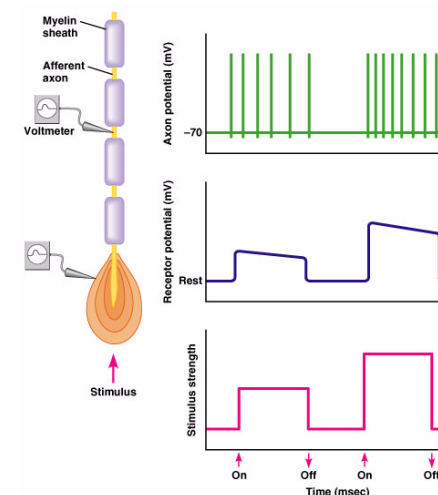 Myelin
sheath
Afferent
axon
Voltmeter
Stimulus
Axon potential (mV)
–70
Receptor potential (mV)
Rest
Stimulus strength
On
Off
On
Off
Time (msec)